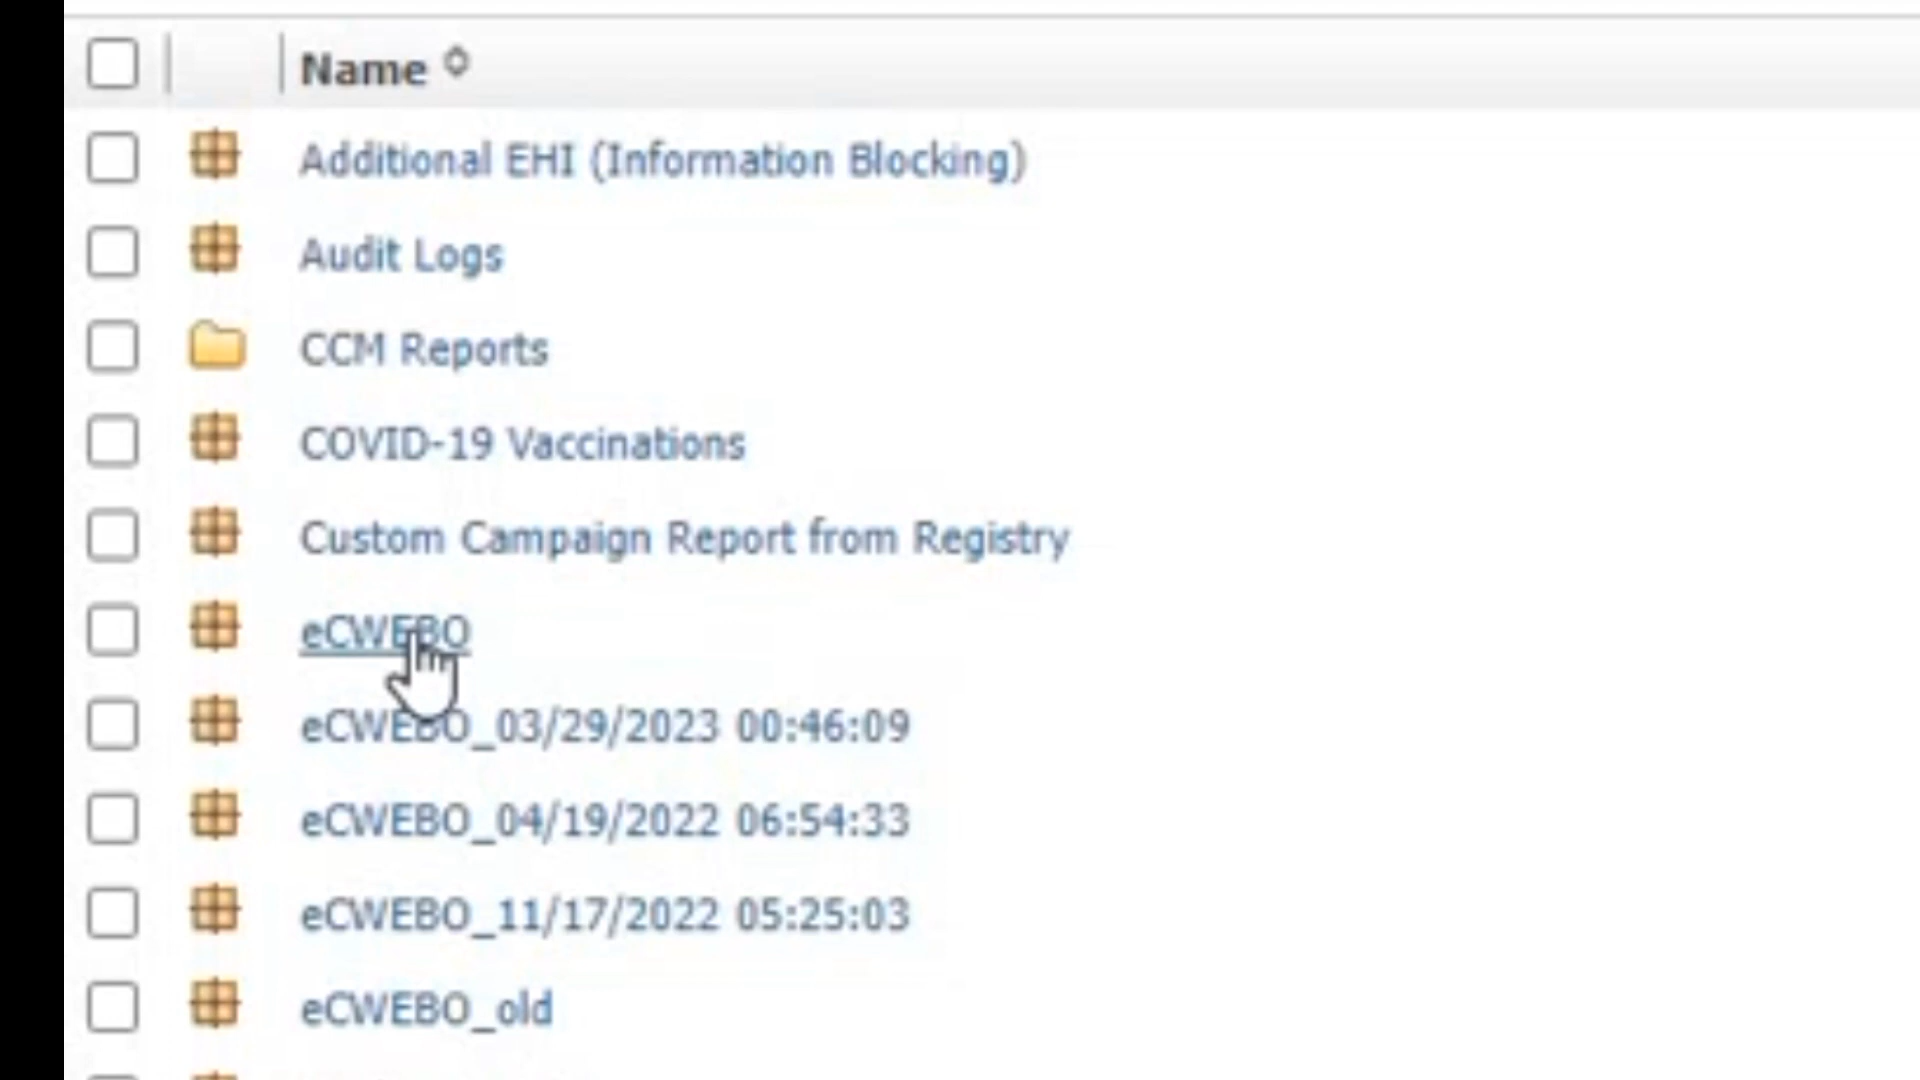 Name
Additional EHI (Information Blocking)
Audit Logs
CCM Reports
COVID-19 Vaccinations
Custom Campaign Report from Registry
eCWEBO
eCWEBO_03/29/2023 00:46:09
eCWEBO_04/19/2022 06:54:33
eCWEBO_11/17/2022 05:25:03
eCWEBO_old